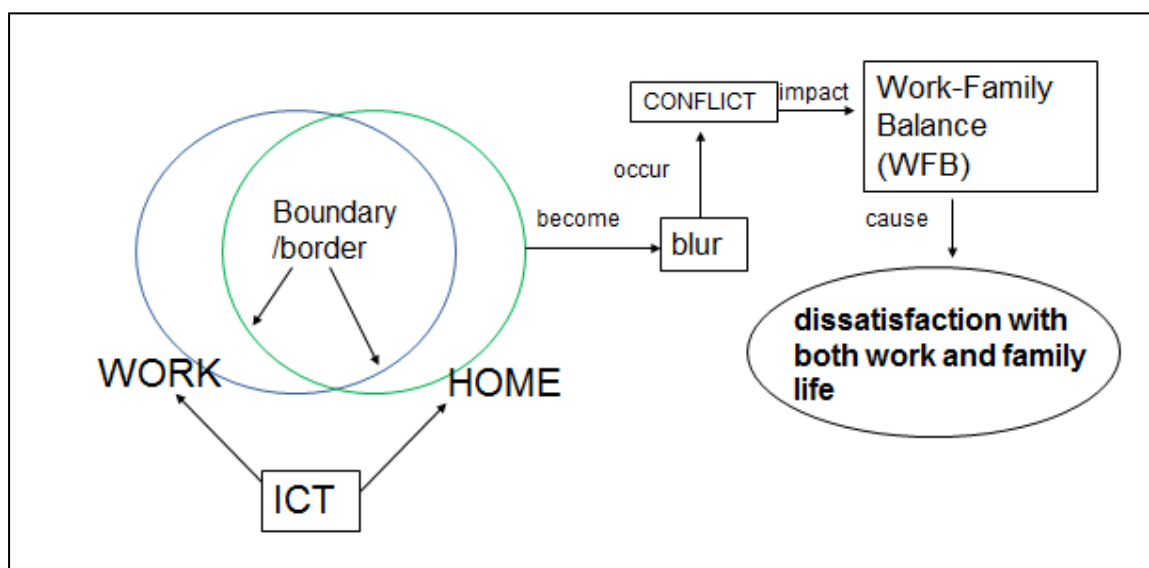 Boundary
/border
WORK
HOME
ICT
become
blur
occur
CONFLICT
impact
Work-Family
Balance
(WFB)
cause
dissatisfaction with
both work and family
life